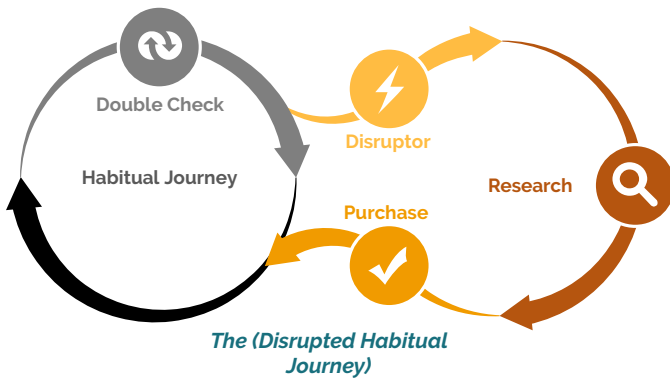 Double Check
Disruptor
Habitual Journey
Research
Purchase
The (Disrupted Habitual
Journey)